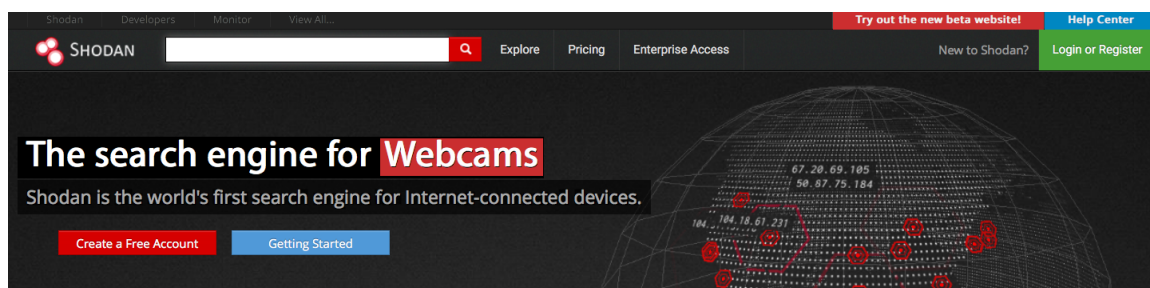 Shodan Developers Monitor View All...
Try out the new beta website! Help Center
SHODAN Explore Pricing Enterprise Access New to Shodan? Login or Register
The search engine for Webcams
Shodan is the world's first search engine for Internet-connected devices.
Create a Free Account Getting Started
67.20.69.105
50.87.75.184
104.18.61.231
104.